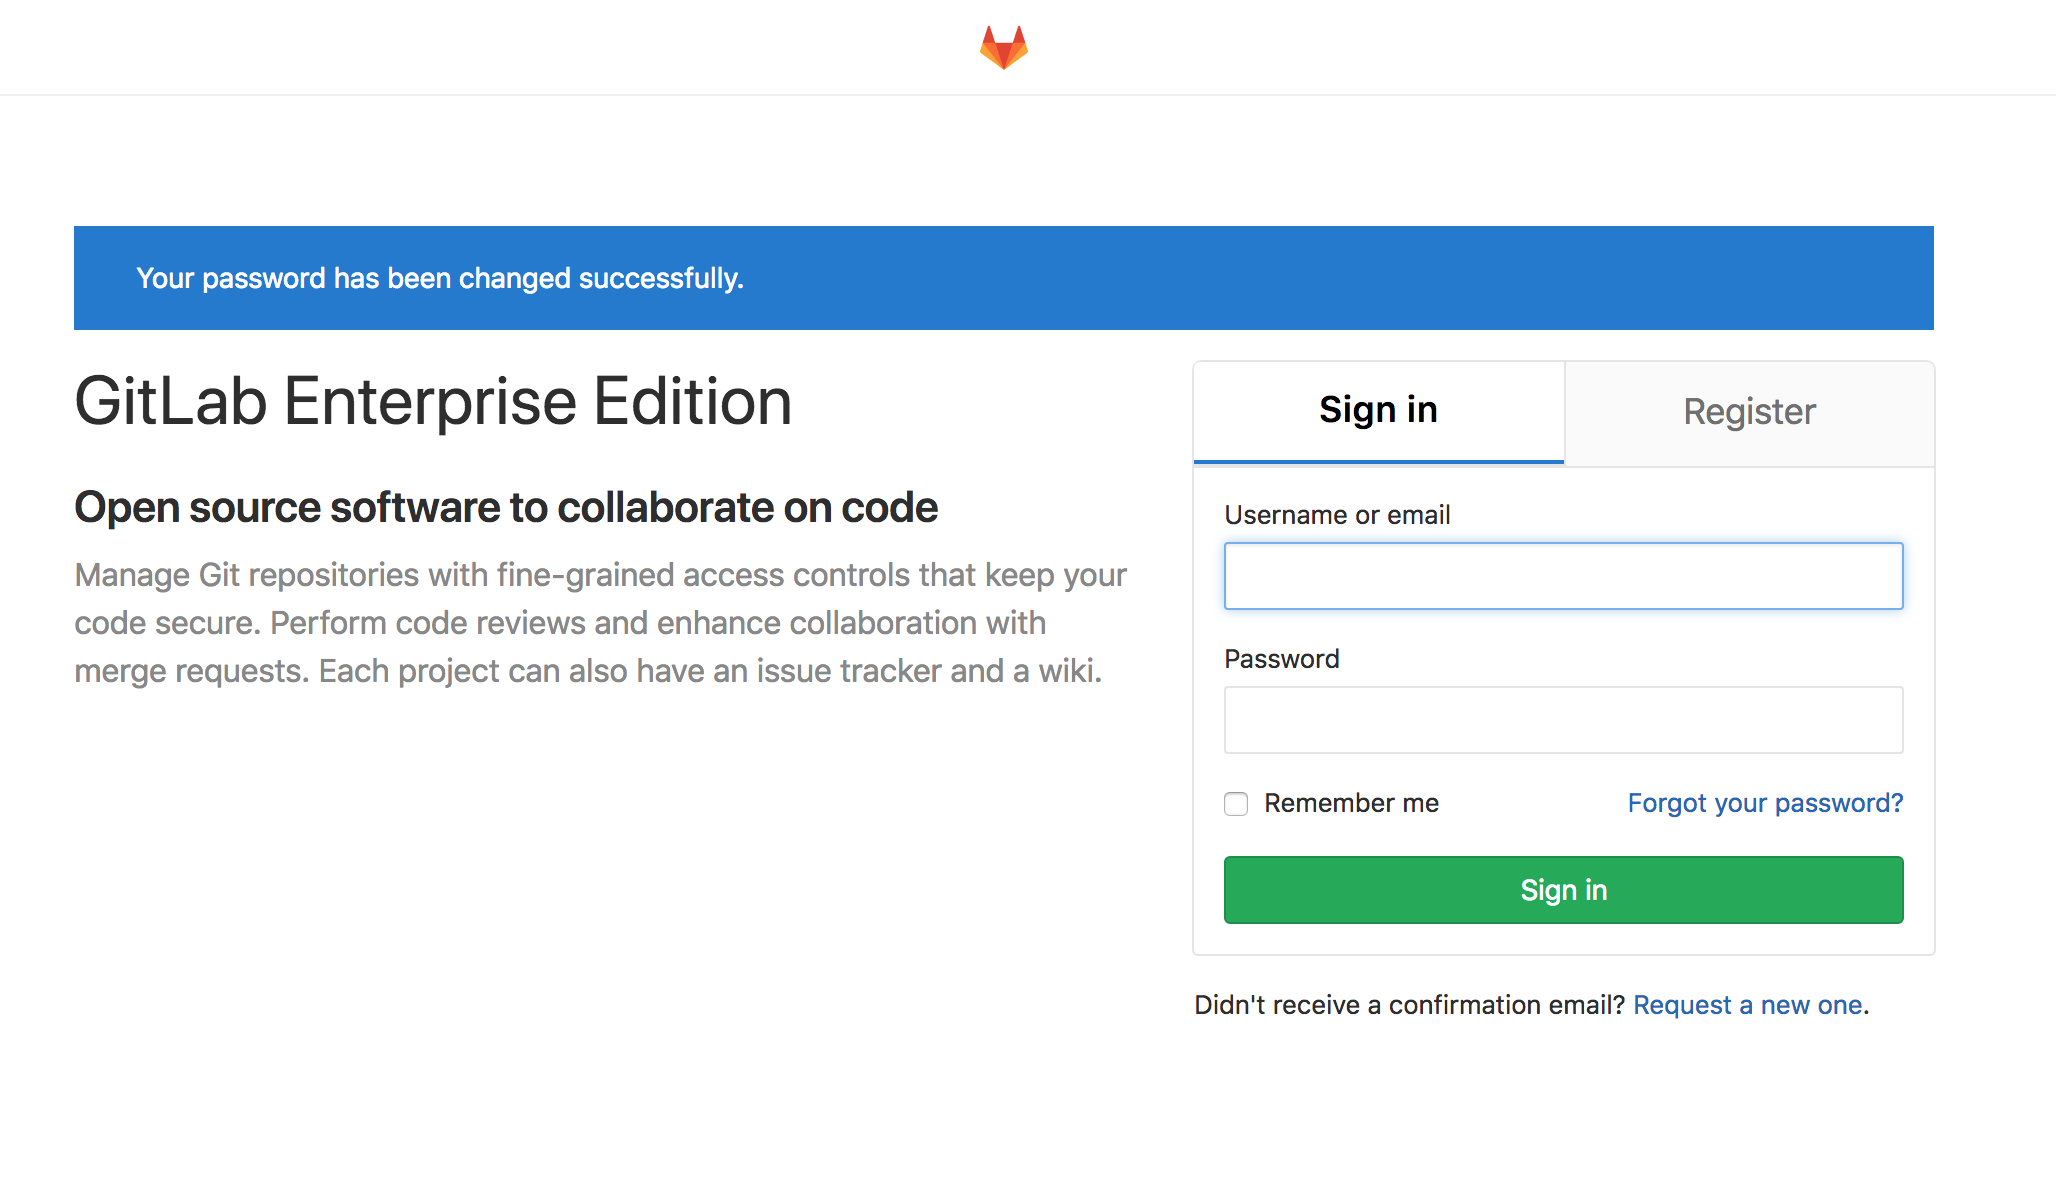 Your password has been changed successfully.
GitLab Enterprise Edition
Open source software to collaborate on code
Manage Git repositories with fine-grained access controls that keep your
code secure. Perform code reviews and enhance collaboration with
merge requests. Each project can also have an issue tracker and a wiki.
Sign in
Register
Username or email
Password
Remember me
Forgot your password?
Sign in
Didn't receive a confirmation email? Request a new one.